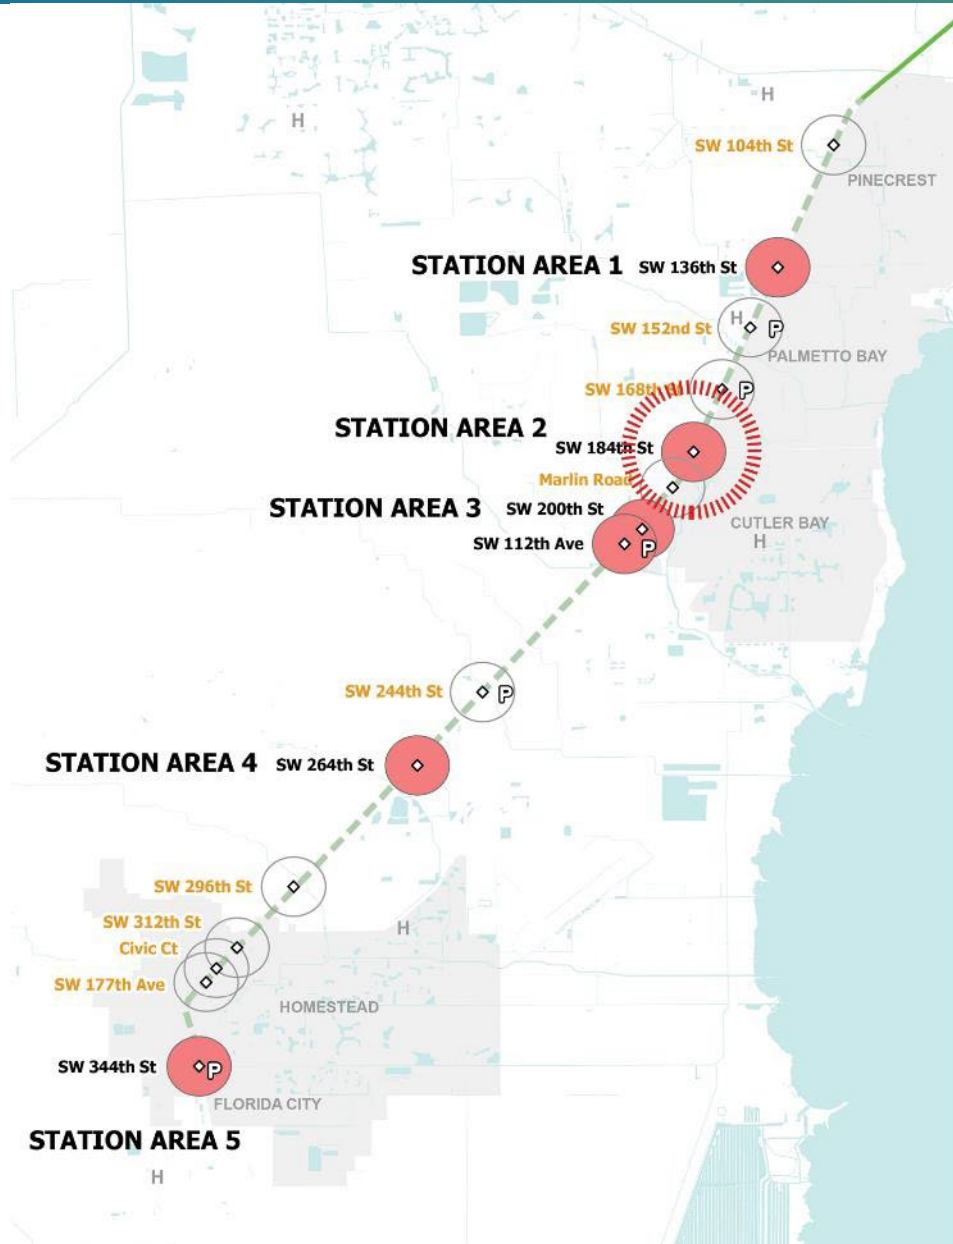 H
H
SW 104th St
PINECREST
STATION AREA 1
SW 136th St
SW 152nd St
H
P
PALMETTO BAY
SW 168th St
P
STATION AREA 2
SW 184th St
Marlin Road
STATION AREA 3
SW 200th St
CUTLER BAY
H
SW 112th Ave
P
SW 244th St
P
STATION AREA 4
SW 264th St
SW 296th St
SW 312th St
H
Civic Ct
SW 177th Ave
HOMESTEAD
SW 344th St
P
FLORIDA CITY
STATION AREA 5
H